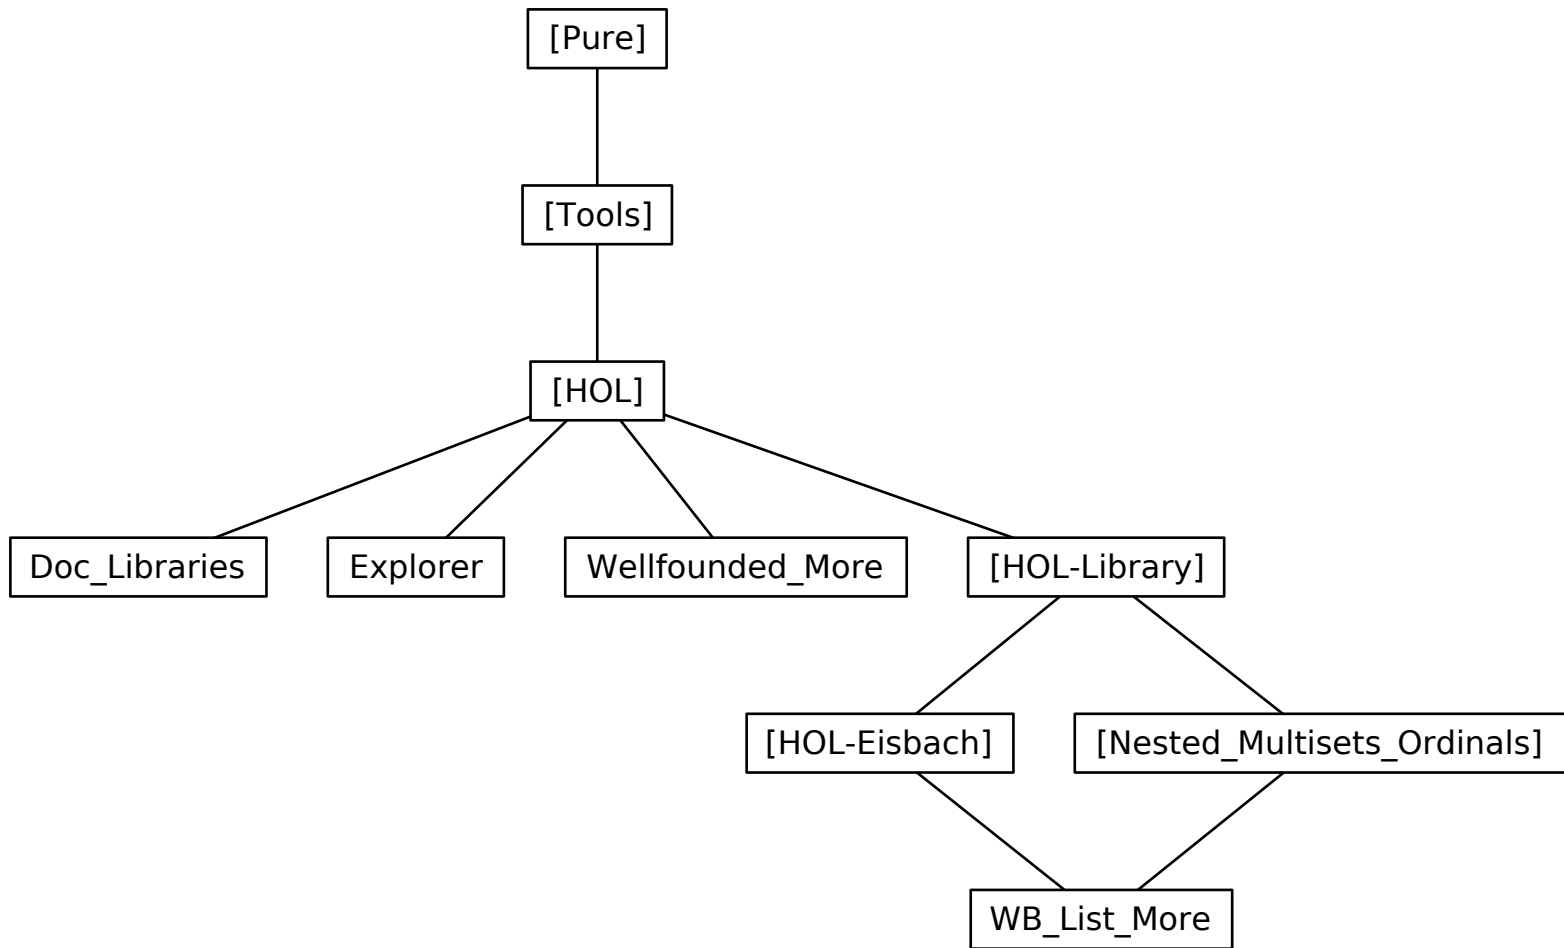 [Pure]
[Tools]
[HOL]
Doc_Libraries
Explorer
Wellfounded_More
[HOL-Library]
[HOL-Eisbach]
[Nested_Multisets_Ordinals]
WB_List_More